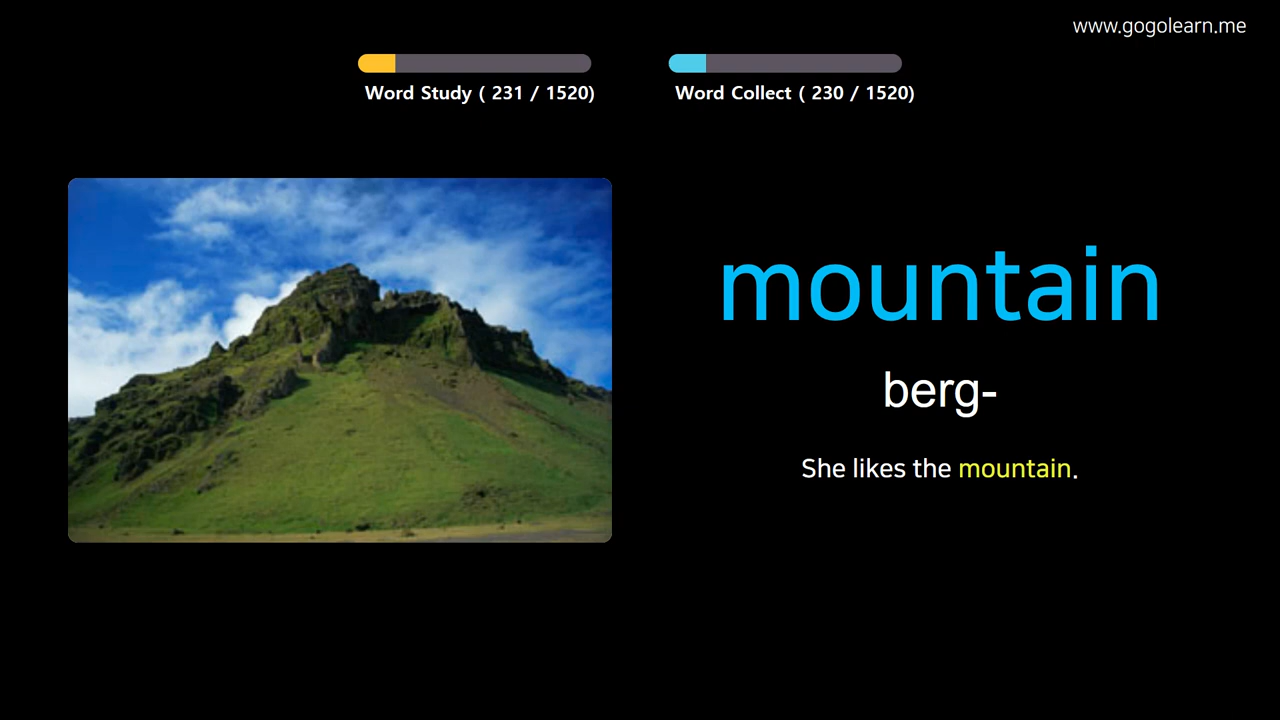 www.gogolearn.me
Word Study ( 231 / 1520)
Word Collect ( 230 / 1520)
mountain
berg-
She likes the mountain.